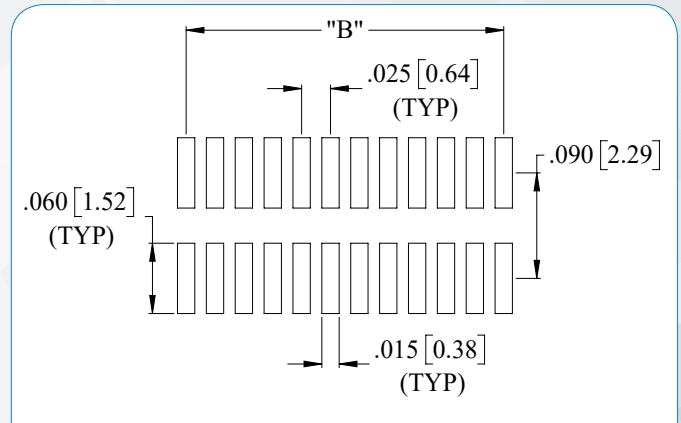 "B"
.025 [0.64]
(TYP)
.090 [2.29]
.060 [1.52]
(TYP)
.015 [0.38]
(TYP)